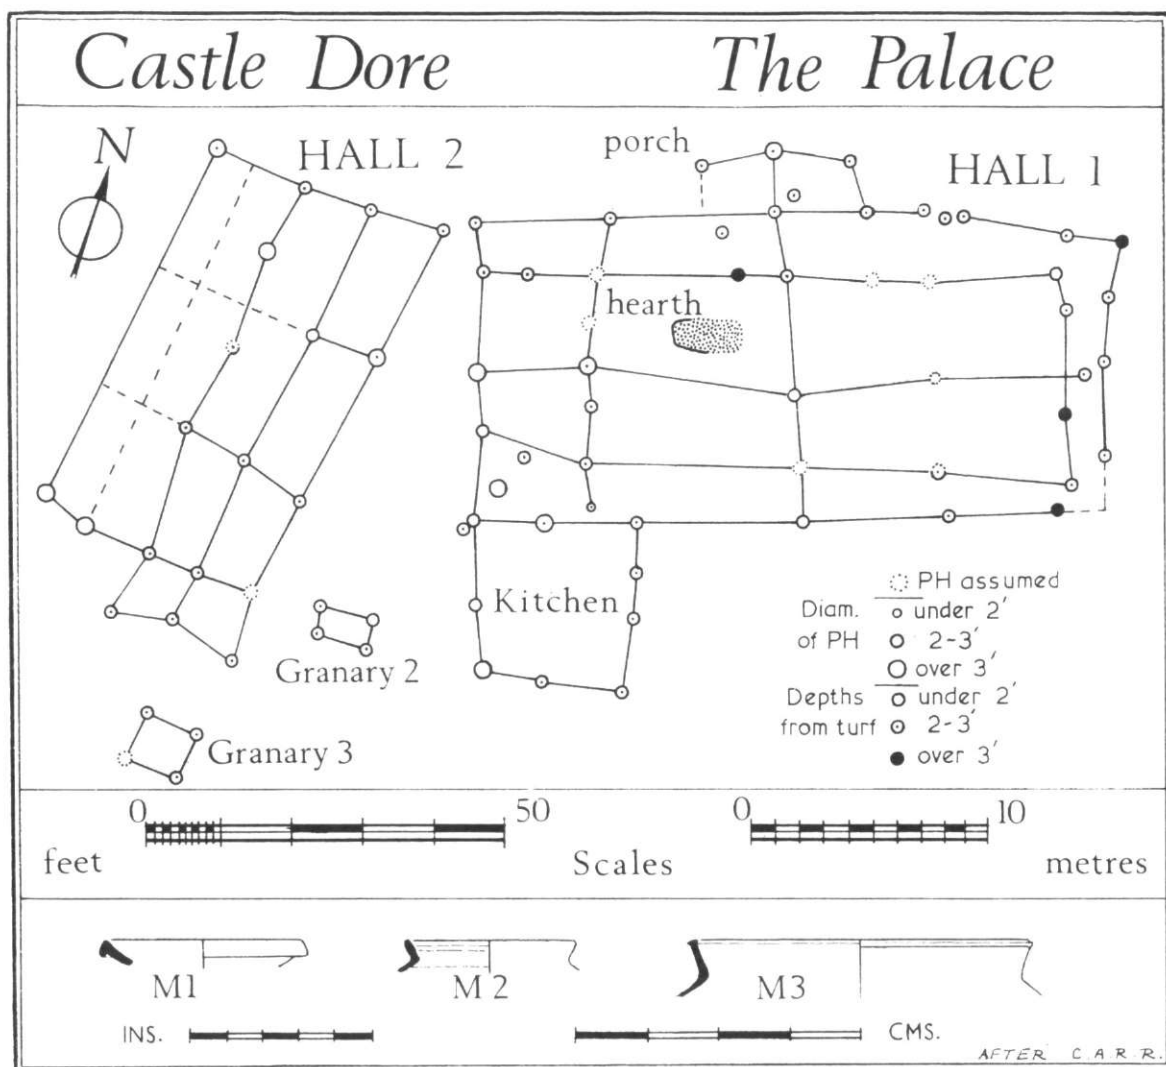 Castle Dore The Palace
N
HALL 2
porch
HALL 1
hearth
Kitchen
Granary 2
Granary 3
PH assumed
Diam. under 2'
of PH 2-3'
over 3'
Depths under 2'
from turf 2-3'
over 3'
0 50 0 10
feet Scales metres
M1 M2 M3
INS. CMS.
AFTER C.A.R.R.